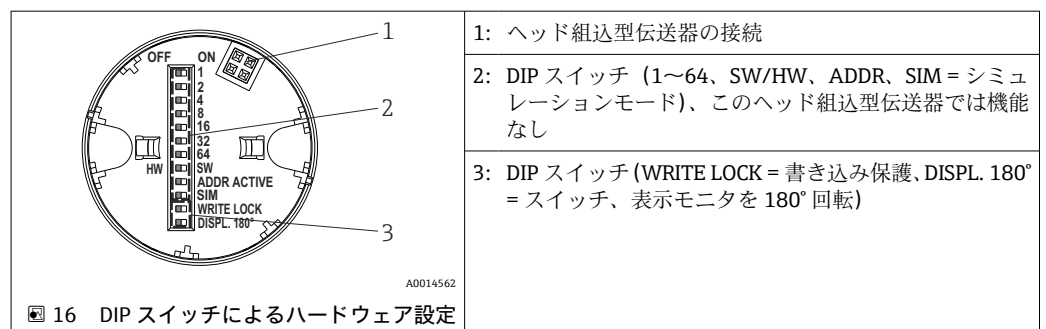 1
OFF ON
1
2
4
8
16
32
64
HW SW
ADDR ACTIVE
SIM
WRITE LOCK
DISPL. 180°
2
3
A0014562
16 DIP スイッチによるハードウェア設定
1: ヘッド組込型伝送器の接続
2: DIP スイッチ（1～64、SW/HW、ADDR、SIM = シミュ
レーションモード）、このヘッド組込型伝送器では機能
なし
3: DIP スイッチ（WRITE LOCK = 書き込み保護、DISPL. 180°
= スイッチ、表示モニタを 180° 回転）